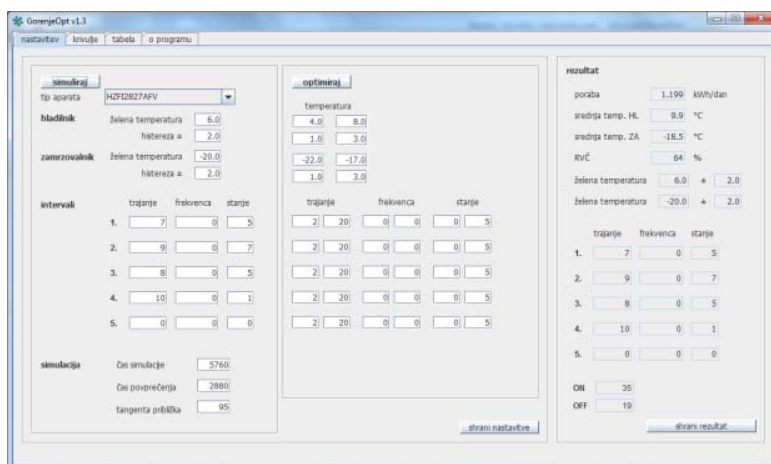 GorenjeOpt v1.3
nastavitev krivulje tabela o programu
simuliraj
tip aparata HZFI2827AFV
hladilnik želena temperatura 6.0
histereza ± 2.0
zamrzovalnik želena temperatura -20.0
histereza ± 2.0
intervali trajanje frekvenca stanje
1. 7 0 5
2. 9 0 7
3. 8 0 5
4. 10 0 1
5. 0 0 0
simulacija čas simulacije 5760
čas povprečenja 2880
tangenta približka 95
optimiraj
temperatura
4.0 8.0
1.0 3.0
-22.0 -17.0
1.0 3.0
trajanje frekvenca stanje
2 20 0 0 0 5
2 20 0 0 0 5
2 20 0 0 0 5
2 20 0 0 0 5
2 20 0 0 0 5
shrani nastavitve
rezultat
poraba 1.199 kWh/dan
srednja temp. HL 9.9 °C
srednja temp. ZA -18.5 °C
RVČ 64 %
želena temperatura 6.0 ± 2.0
želena temperatura -20.0 ± 2.0
trajanje frekvenca stanje
1. 7 0 5
2. 9 0 7
3. 8 0 5
4. 10 0 1
5. 0 0 0
ON 35
OFF 19
shrani rezultat